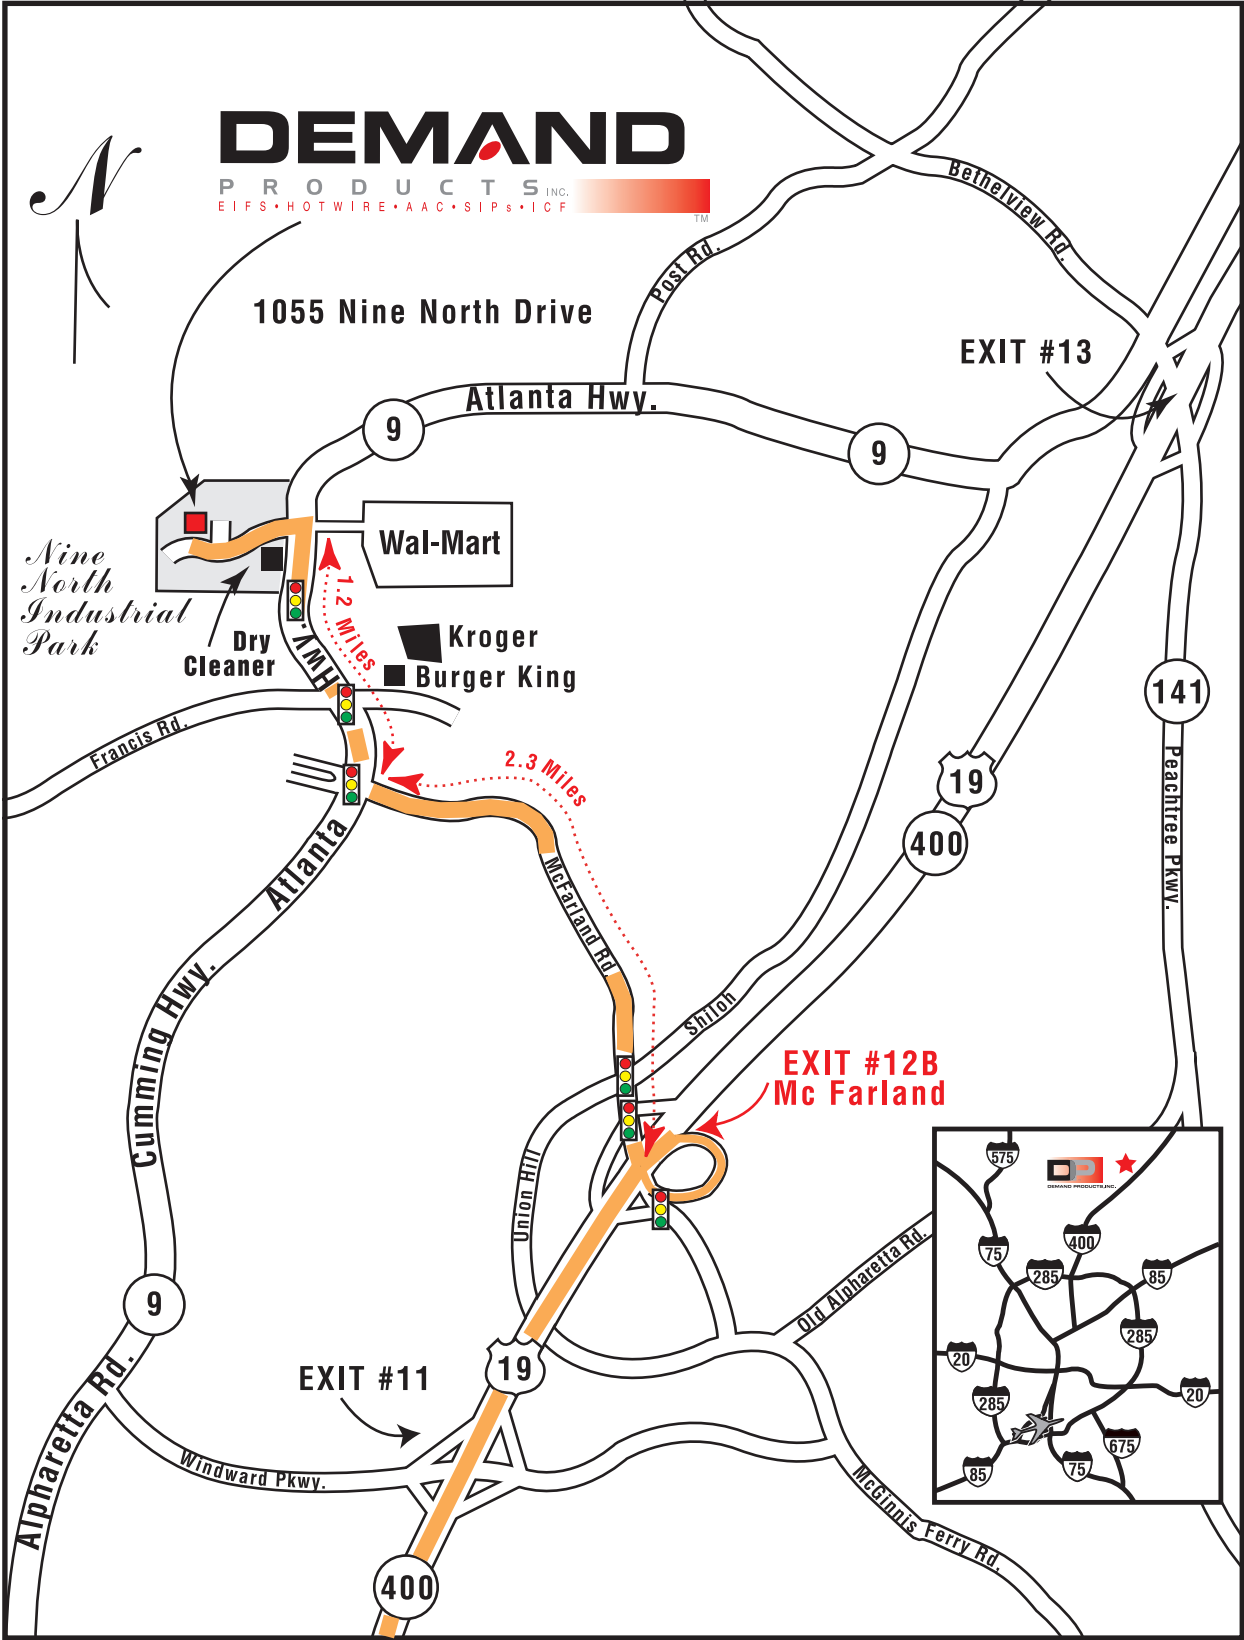 N
DEMAND
PRODUCTS INC.
EIFS•HOTWIRE•AAC•SIPs•ICF
TM
1055 Nine North Drive
Bethelview Rd.
Post Rd.
EXIT #13
Atlanta Hwy.
9
9
Wal-Mart
Nine
North
Industrial
Park
Dry
Cleaner
1.2 Miles
Hwy.
Kroger
Burger King
141
Francis Rd.
2.3 Miles
19
400
Peachtree Pkwy.
Atlanta
McFarland Rd.
Cumming Hwy.
Shiloh
EXIT #12B
Mc Farland
Union Hill
Old Alpharetta Rd.
9
19
EXIT #11
Alpharetta Rd.
Windward Pkwy.
McGinnis Ferry Rd.
400
575
DP
DEMAND PRODUCTS, INC.
75
400
285
85
285
20
20
285
675
85
75